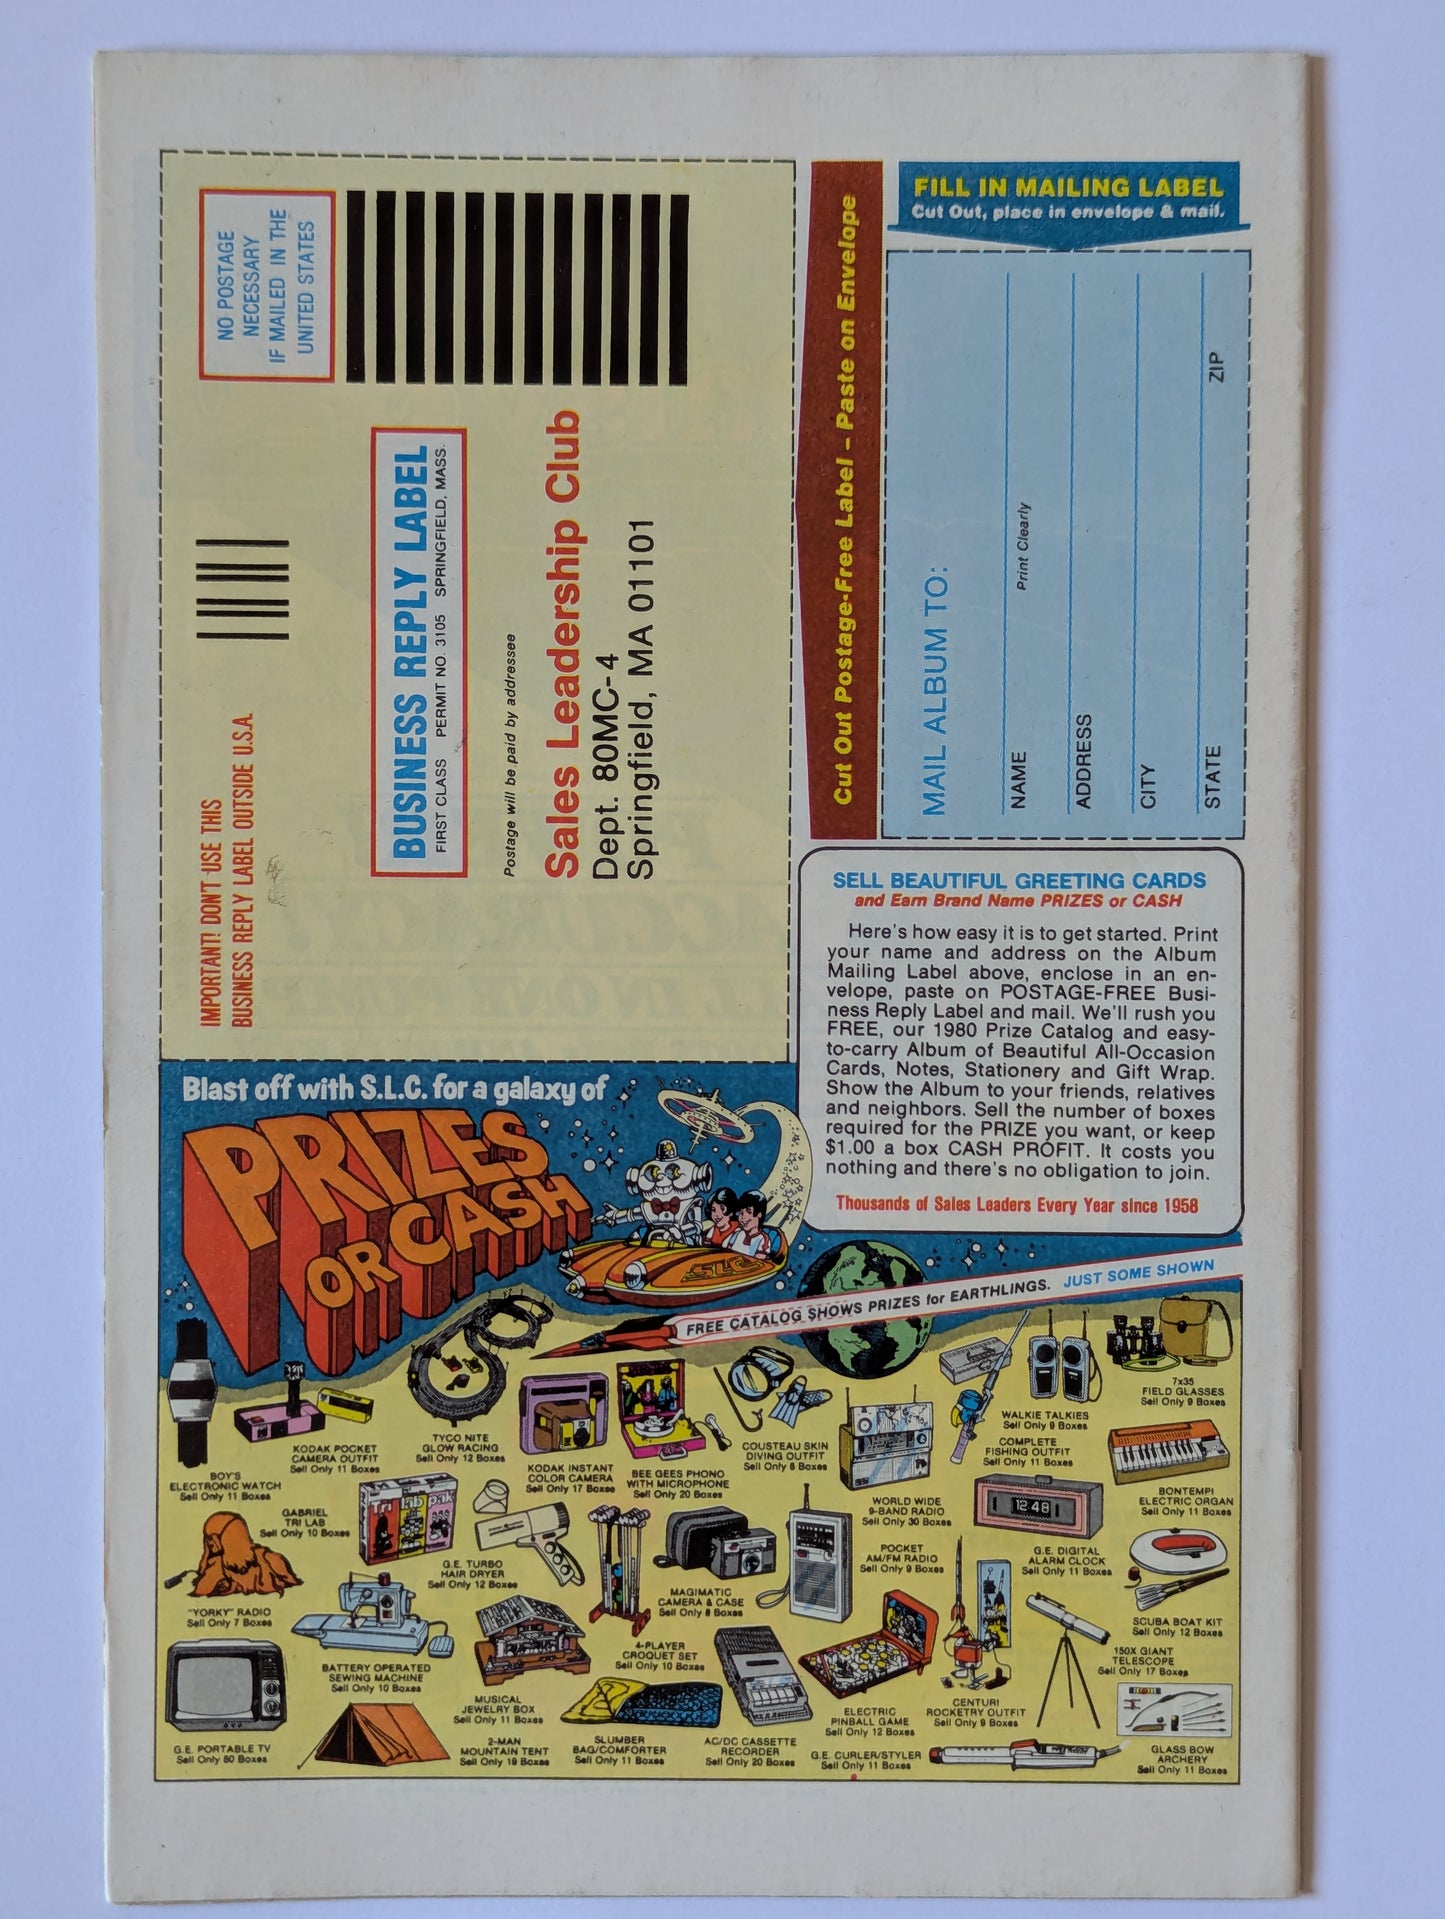 NO POSTAGE
NECESSARY
IF MAILED IN THE
UNITED STATES
IMPORTANT! DON'T USE THIS
BUSINESS REPLY LABEL OUTSIDE U.S.A.
BUSINESS REPLY LABEL
FIRST CLASS PERMIT NO. 3105 SPRINGFIELD, MASS.
Postage will be paid by addressee
Sales Leadership Club
Dept. 80MC-4
Springfield, MA 01101
Cut Out Postage-Free Label – Paste on Envelope
FILL IN MAILING LABEL
Cut Out, place in envelope & mail.
MAIL ALBUM TO:
NAME
Print Clearly
ADDRESS
CITY
STATE
ZIP
SELL BEAUTIFUL GREETING CARDS
and Earn Brand Name PRIZES or CASH
Here's how easy it is to get started. Print
your name and address on the Album
Mailing Label above, enclose in an en-
velope, paste on POSTAGE-FREE Busi-
ness Reply Label and mail. We'll rush you
FREE, our 1980 Prize Catalog and easy-
to-carry Album of Beautiful All-Occasion
Cards, Notes, Stationery and Gift Wrap.
Show the Album to your friends, relatives
and neighbors. Sell the number of boxes
required for the PRIZE you want, or keep
$1.00 a box CASH PROFIT. It costs you
nothing and there's no obligation to join.
Thousands of Sales Leaders Every Year since 1958
Blast off with S.L.C. for a galaxy of
PRIZES
OR CASH
SLC
FREE CATALOG SHOWS PRIZES for EARTHLINGS. JUST SOME SHOWN
BOY'S
ELECTRONIC WATCH
Sell Only 11 Boxes
KODAK POCKET
CAMERA OUTFIT
Sell Only 11 Boxes
TYCO NITE
GLOW RACING
Sell Only 12 Boxes
KODAK INSTANT
COLOR CAMERA
Sell Only 17 Boxes
BEE GEES PHONO
WITH MICROPHONE
Sell Only 20 Boxes
COUSTEAU SKIN
DIVING OUTFIT
Sell Only 8 Boxes
WORLD WIDE
9-BAND RADIO
Sell Only 30 Boxes
WALKIE TALKIES
Sell Only 9 Boxes
COMPLETE
FISHING OUTFIT
Sell Only 11 Boxes
7x35
FIELD GLASSES
Sell Only 9 Boxes
BONTEMPI
ELECTRIC ORGAN
Sell Only 11 Boxes
GABRIEL
TRI LAB
Sell Only 10 Boxes
Tri lab pak
G.E. TURBO
HAIR DRYER
Sell Only 12 Boxes
MAGIMATIC
CAMERA & CASE
Sell Only 8 Boxes
POCKET
AM/FM RADIO
Sell Only 9 Boxes
12 48
G.E. DIGITAL
ALARM CLOCK
Sell Only 11 Boxes
SCUBA BOAT KIT
Sell Only 12 Boxes
"YORKY" RADIO
Sell Only 7 Boxes
BATTERY OPERATED
SEWING MACHINE
Sell Only 10 Boxes
4-PLAYER
CROQUET SET
Sell Only 10 Boxes
150X GIANT
TELESCOPE
Sell Only 17 Boxes
MUSICAL
JEWELRY BOX
Sell Only 11 Boxes
ELECTRIC
PINBALL GAME
Sell Only 12 Boxes
CENTURI
ROCKETRY OUTFIT
Sell Only 9 Boxes
G.E. PORTABLE TV
Sell Only 60 Boxes
2-MAN
MOUNTAIN TENT
Sell Only 19 Boxes
SLUMBER
BAG/COMFORTER
Sell Only 11 Boxes
AC/DC CASSETTE
RECORDER
Sell Only 20 Boxes
G.E. CURLER/STYLER
Sell Only 11 Boxes
GLASS BOW
ARCHERY
Sell Only 11 Boxes